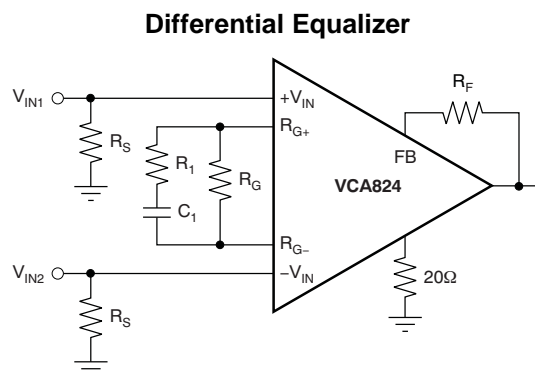 Differential Equalizer
V_IN1
+V_IN
R_F
R_S
R_G+
R_1
R_G
FB
VCA824
C_1
R_G−
V_IN2
−V_IN
R_S
20Ω